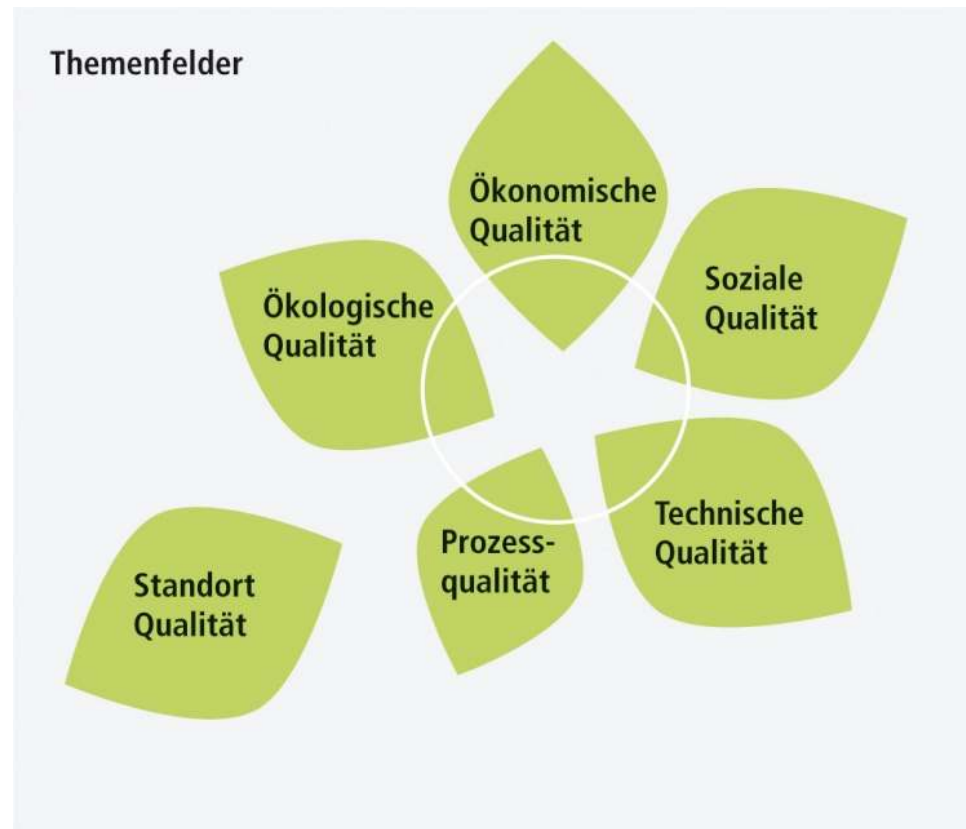 Themenfelder
Ökonomische
Qualität
Soziale
Qualität
Ökologische
Qualität
Technische
Qualität
Prozess-
qualität
Standort
Qualität